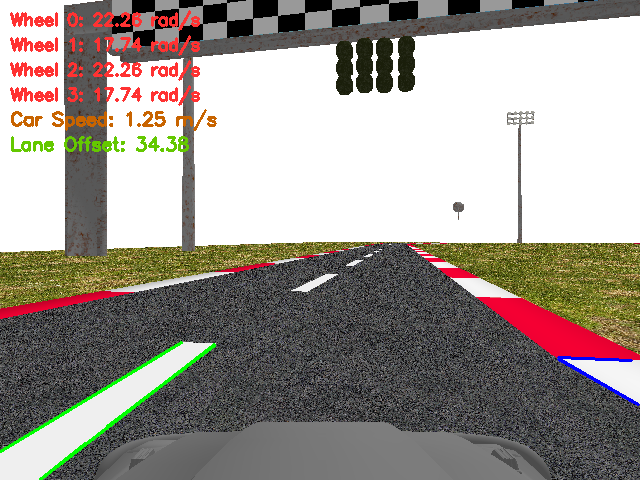 Wheel 0: 22.26 rad/s
Wheel 1: 17.74 rad/s
Wheel 2: 22.26 rad/s
Wheel 3: 17.74 rad/s
Car Speed: 1.25 m/s
Lane Offset: 34.38